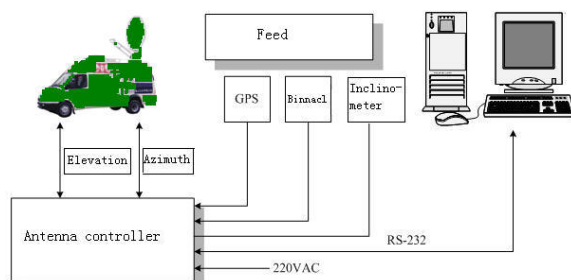 Feed
GPS
Binnacl
Inclino-
meter
Elevation
Azimuth
Antenna controller
RS-232
220VAC